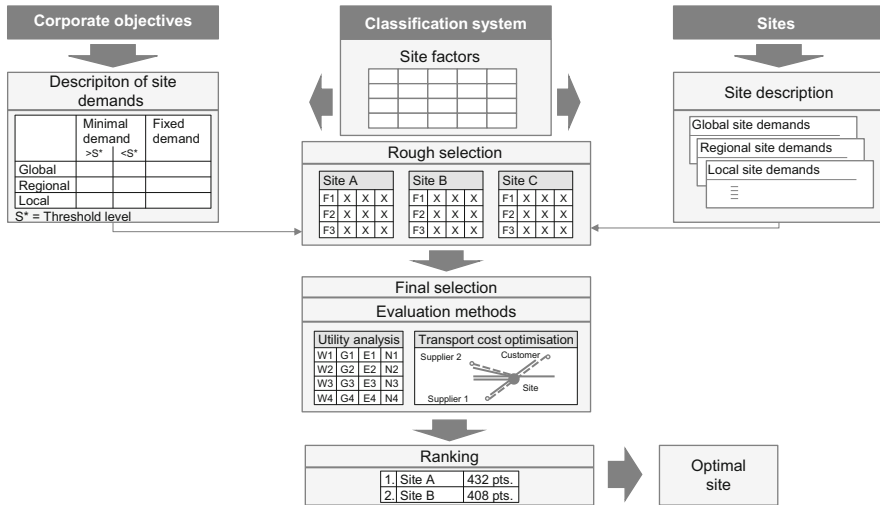 Corporate objectives
Classification system
Sites
Descripiton of site
demands
Minimal
demand
>S* <S*
Fixed
demand
Global
Regional
Local
S* = Threshold level
Site factors
Site description
Global site demands
Regional site demands
Local site demands
Rough selection
Site A
F1 X X X
F2 X X X
F3 X X X
Site B
F1 X X X
F2 X X X
F3 X X X
Site C
F1 X X X
F2 X X X
F3 X X X
Final selection
Evaluation methods
Utility analysis
W1 G1 E1 N1
W2 G2 E2 N2
W3 G3 E3 N3
W4 G4 E4 N4
Transport cost optimisation
Supplier 2
Customer
Site
Supplier 1
Ranking
1. Site A 432 pts.
2. Site B 408 pts.
Optimal
site